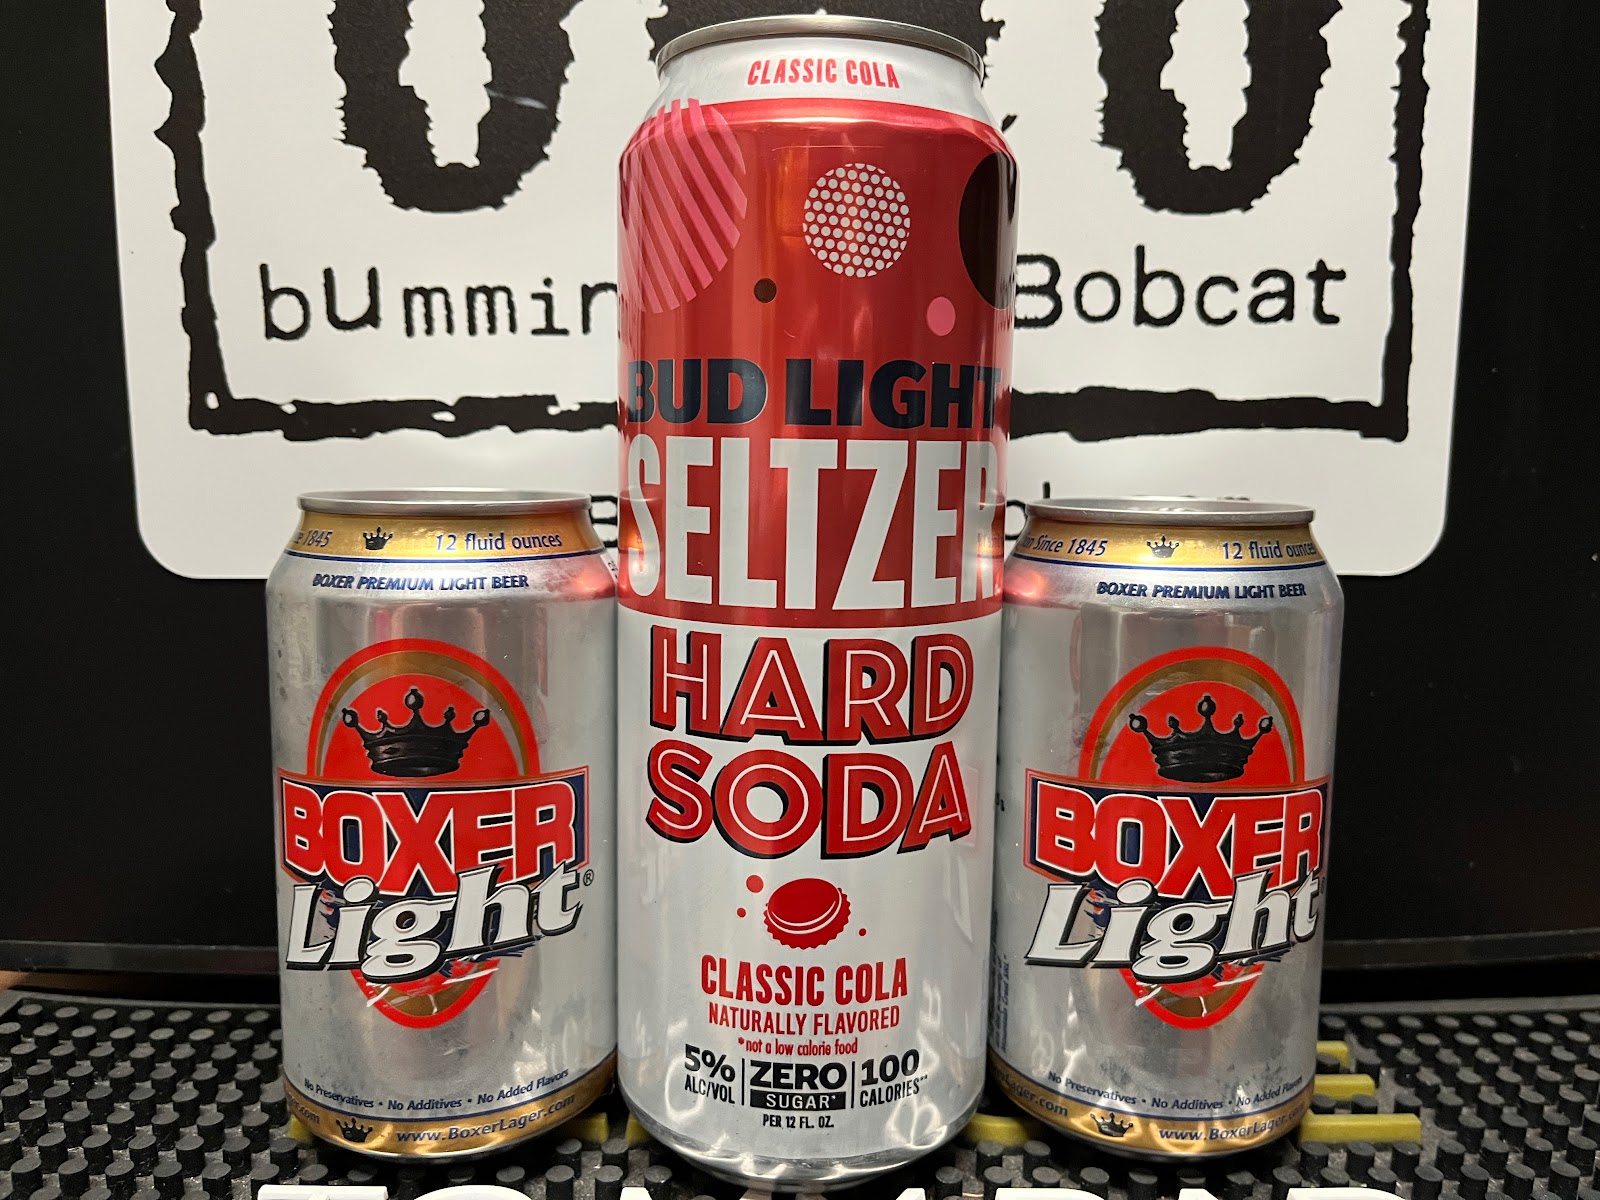 bUmmin
Bobcat
CLASSIC COLA
BUD LIGHT
SELTZER
HARD
SODA
CLASSIC COLA
NATURALLY FLAVORED
*not a low calorie food
5%
ALC/VOL
ZERO
SUGAR*
100
CALORIES**
PER 12 FL. OZ.
1845
12 fluid ounces
BOXER PREMIUM LIGHT BEER
BOXER
Light®
No Preservatives • No Additives • No Added Flavors
.com
www.BoxerLager.com
Since 1845
12 fluid ounces
BOXER PREMIUM LIGHT BEER
BOXER
Light
No Preservatives • No Additives • No Added Flavors
Lager.com
www.BoxerLager.